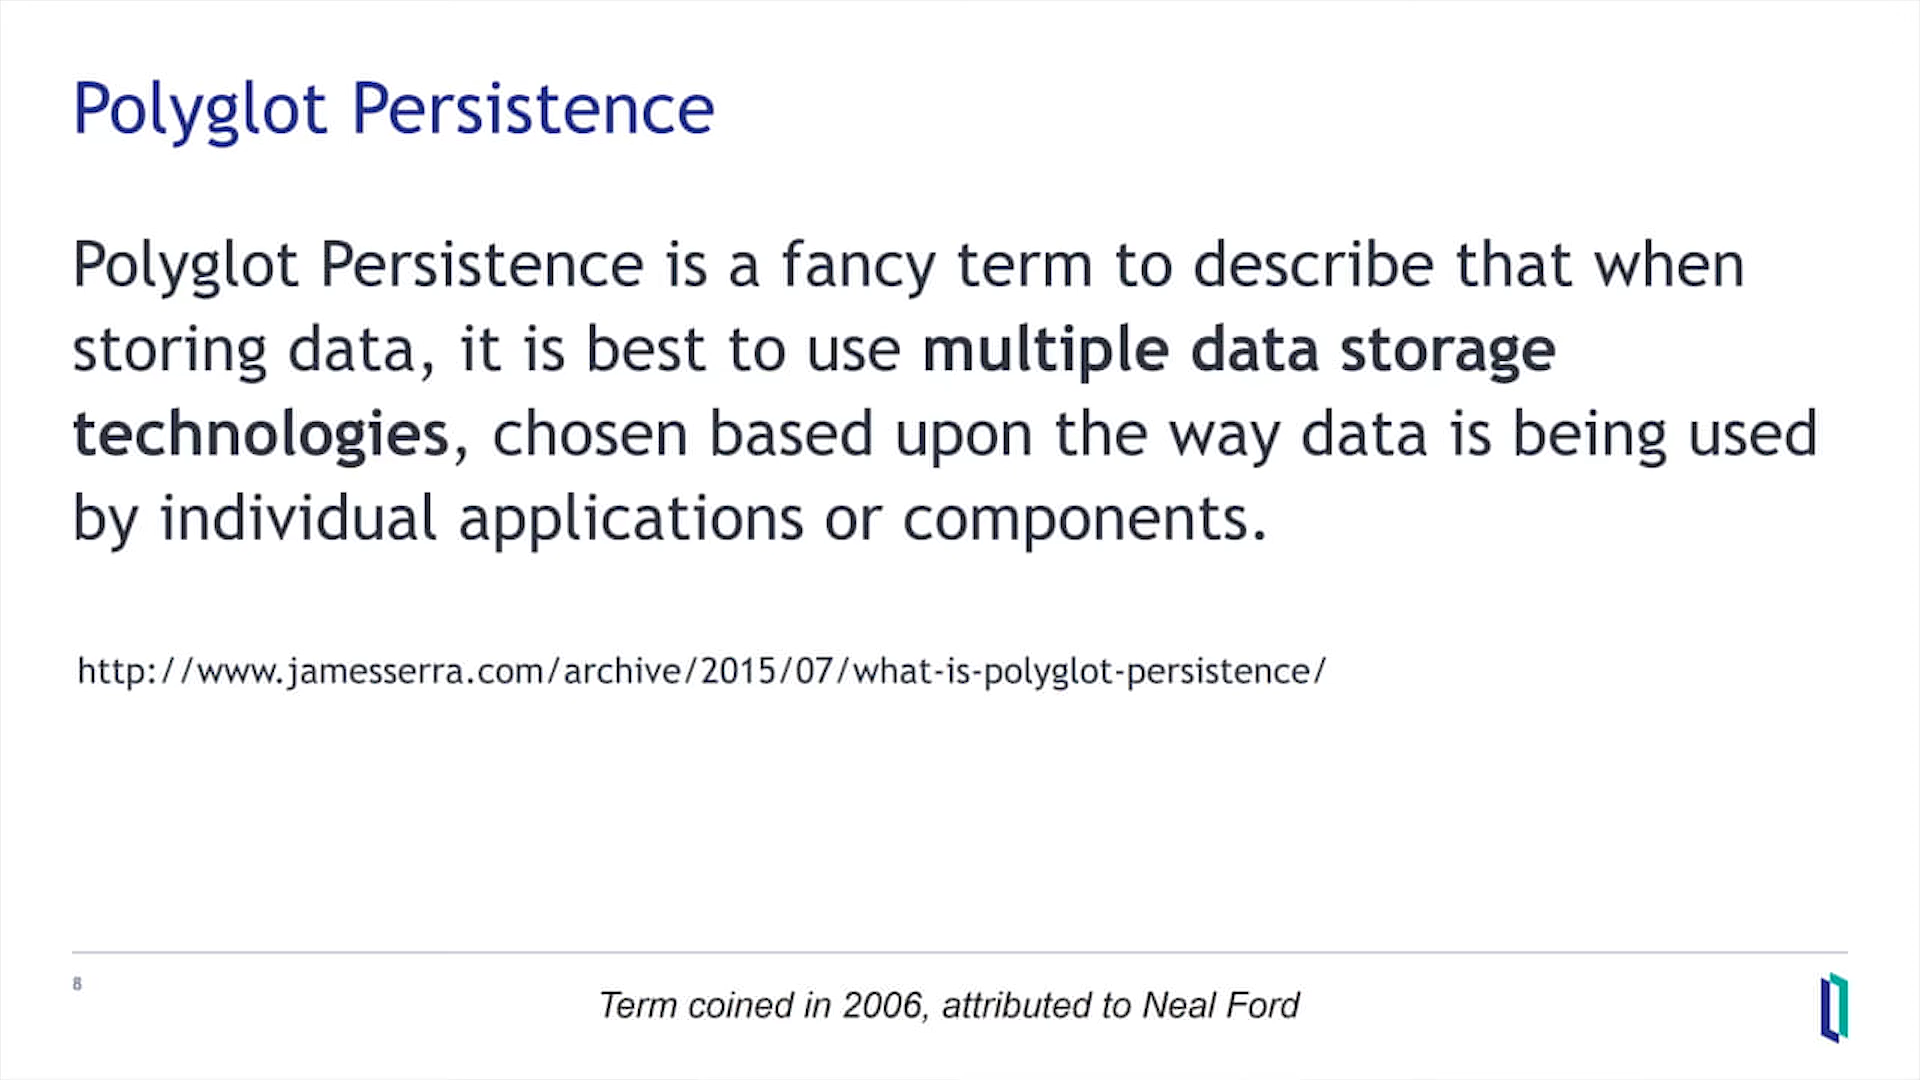 Polyglot Persistence
Polyglot Persistence is a fancy term to describe that when
storing data, it is best to use multiple data storage
technologies, chosen based upon the way data is being used
by individual applications or components.
http://www.jamesserra.com/archive/2015/07/what-is-polyglot-persistence/
8
Term coined in 2006, attributed to Neal Ford